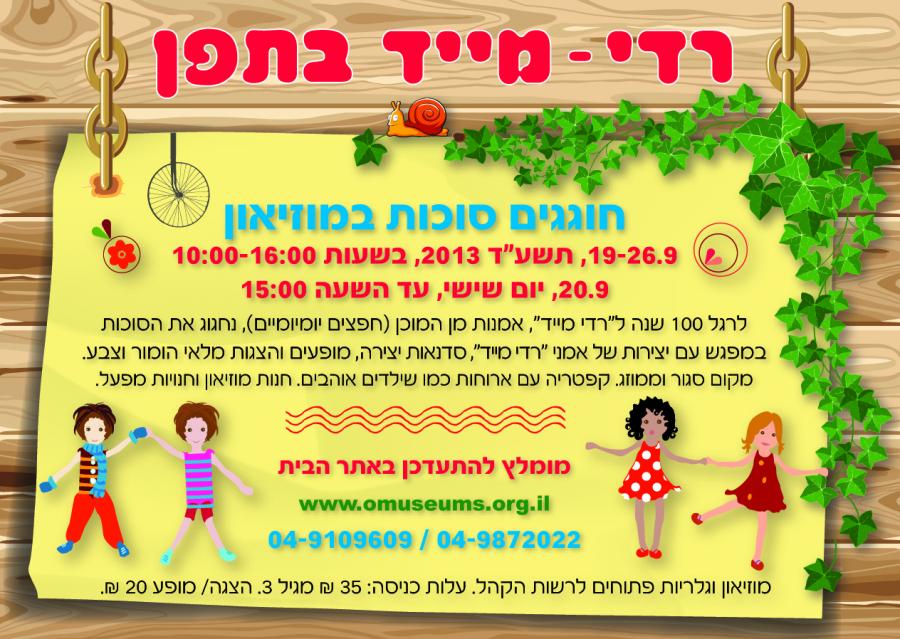 רדי - מייד בתפן
חוגגים סוכות במוזיאון
19-26.9, תשע"ד 2013, בשעות 10:00-16:00
20.9, יום שישי, עד השעה 15:00
לרגל 100 שנה ל"רדי מייד", אמנות מן המוכן (חפצים יומיומיים), נחגוג את הסוכות
במפגש עם יצירות של אמני "רדי מייד", סדנאות יצירה, מופעים והצגות מלאי הומור וצבע.
מקום סגור וממוזג. קפטריה עם ארוחות כמו שילדים אוהבים. חנות מוזיאון וחנויות מפעל.
מומלץ להתעדכן באתר הבית
www.omuseums.org.il
04-9109609 / 04-9872022
מוזיאון וגלריות פתוחים לרשות הקהל. עלות כניסה: 35 ₪ מגיל 3. הצגה/ מופע 20 ₪.